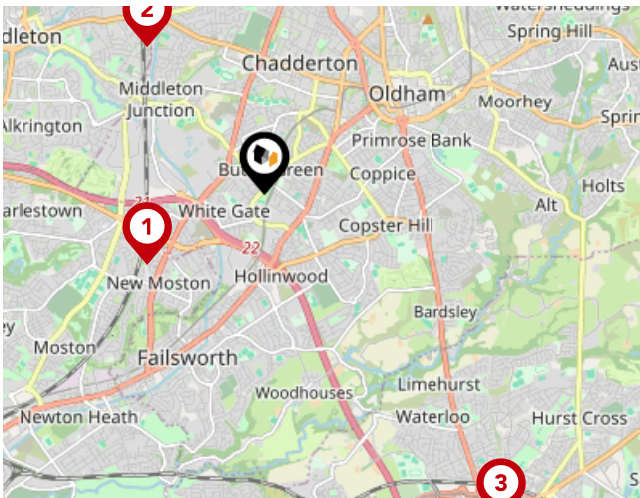 2
Spring Hill
Chadderton
Middleton
Junction
Oldham
Moorhey
Alkrington
Primrose Bank
Coppice
Holts
21
White Gate
Alt
1
Copster Hill
22
New Moston
Hollinwood
Bardsley
Moston
Failsworth
Limehurst
Woodhouses
Newton Heath
Waterloo
Hurst Cross
3